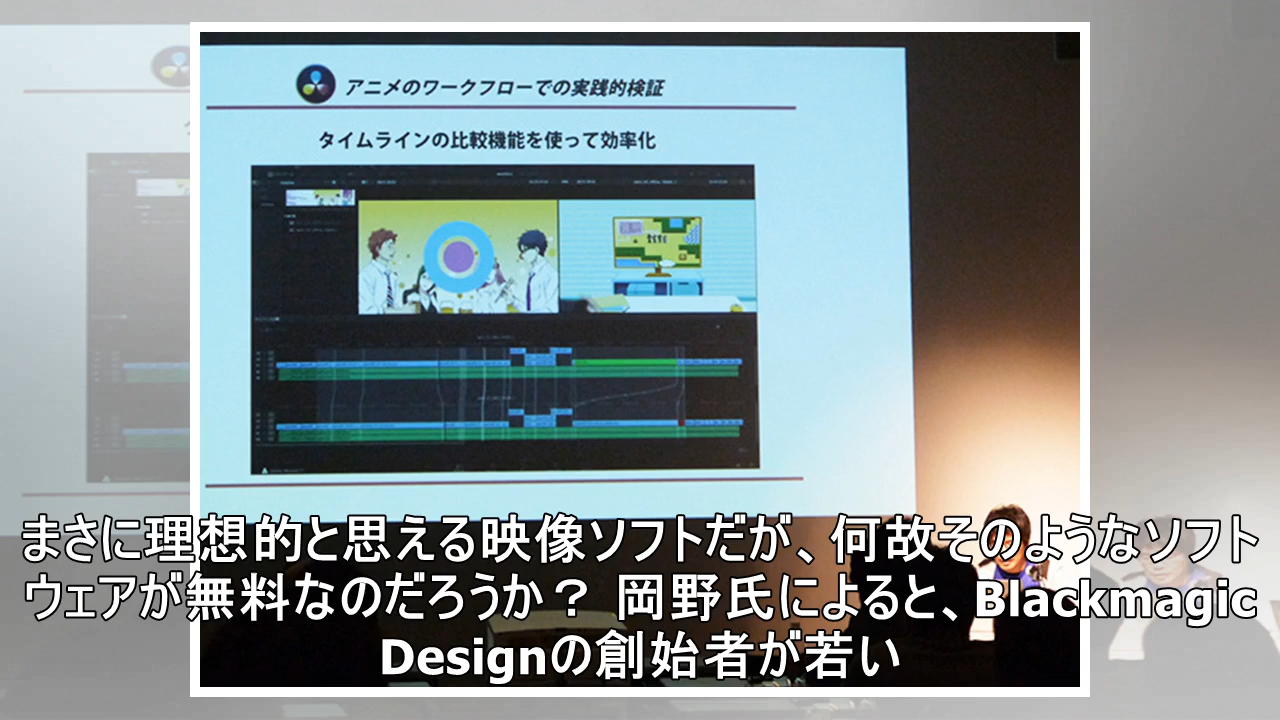 アニメのワークフローでの実践的検証
タイムラインの比較機能を使って効率化
まさに理想的と思える映像ソフトだが、何故そのようなソフト
ウェアが無料なのだろうか？ 岡野氏によると、Blackmagic
Designの創始者が若い